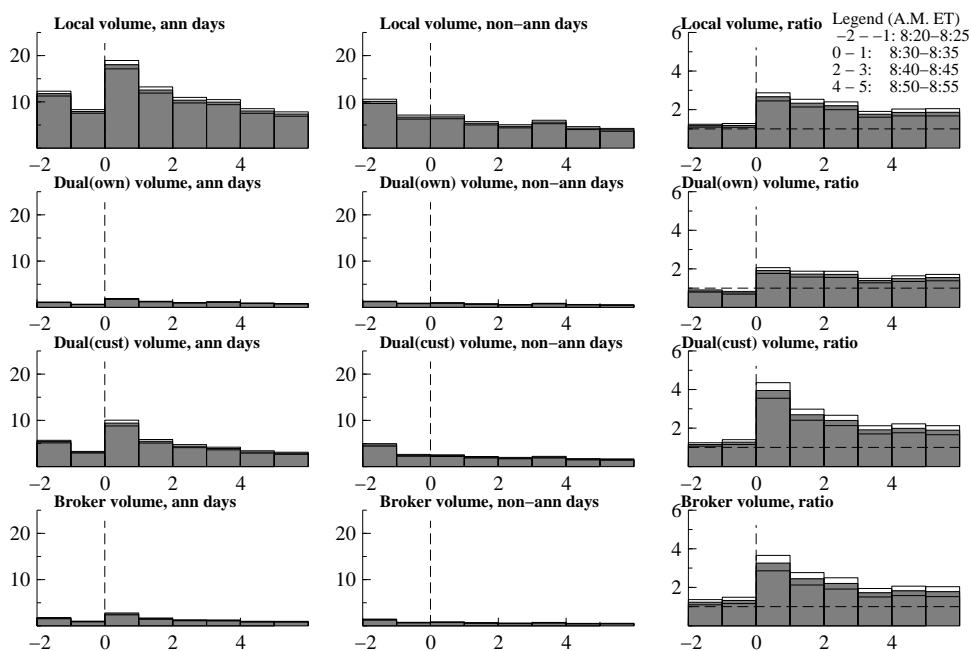 Local volume, ann days
Local volume, non−ann days
Local volume, ratio
Legend (A.M. ET)
−2 − −1: 8:20−8:25
0 − 1: 8:30−8:35
2 − 3: 8:40−8:45
4 − 5: 8:50−8:55
20
10
−2 0 2 4
20
10
−2 0 2 4
6
4
2
−2 0 2 4
Dual(own) volume, ann days
Dual(own) volume, non−ann days
Dual(own) volume, ratio
20
10
−2 0 2 4
20
10
−2 0 2 4
6
4
2
−2 0 2 4
Dual(cust) volume, ann days
Dual(cust) volume, non−ann days
Dual(cust) volume, ratio
20
10
−2 0 2 4
20
10
−2 0 2 4
6
4
2
−2 0 2 4
Broker volume, ann days
Broker volume, non−ann days
Broker volume, ratio
20
10
−2 0 2 4
20
10
−2 0 2 4
6
4
2
−2 0 2 4